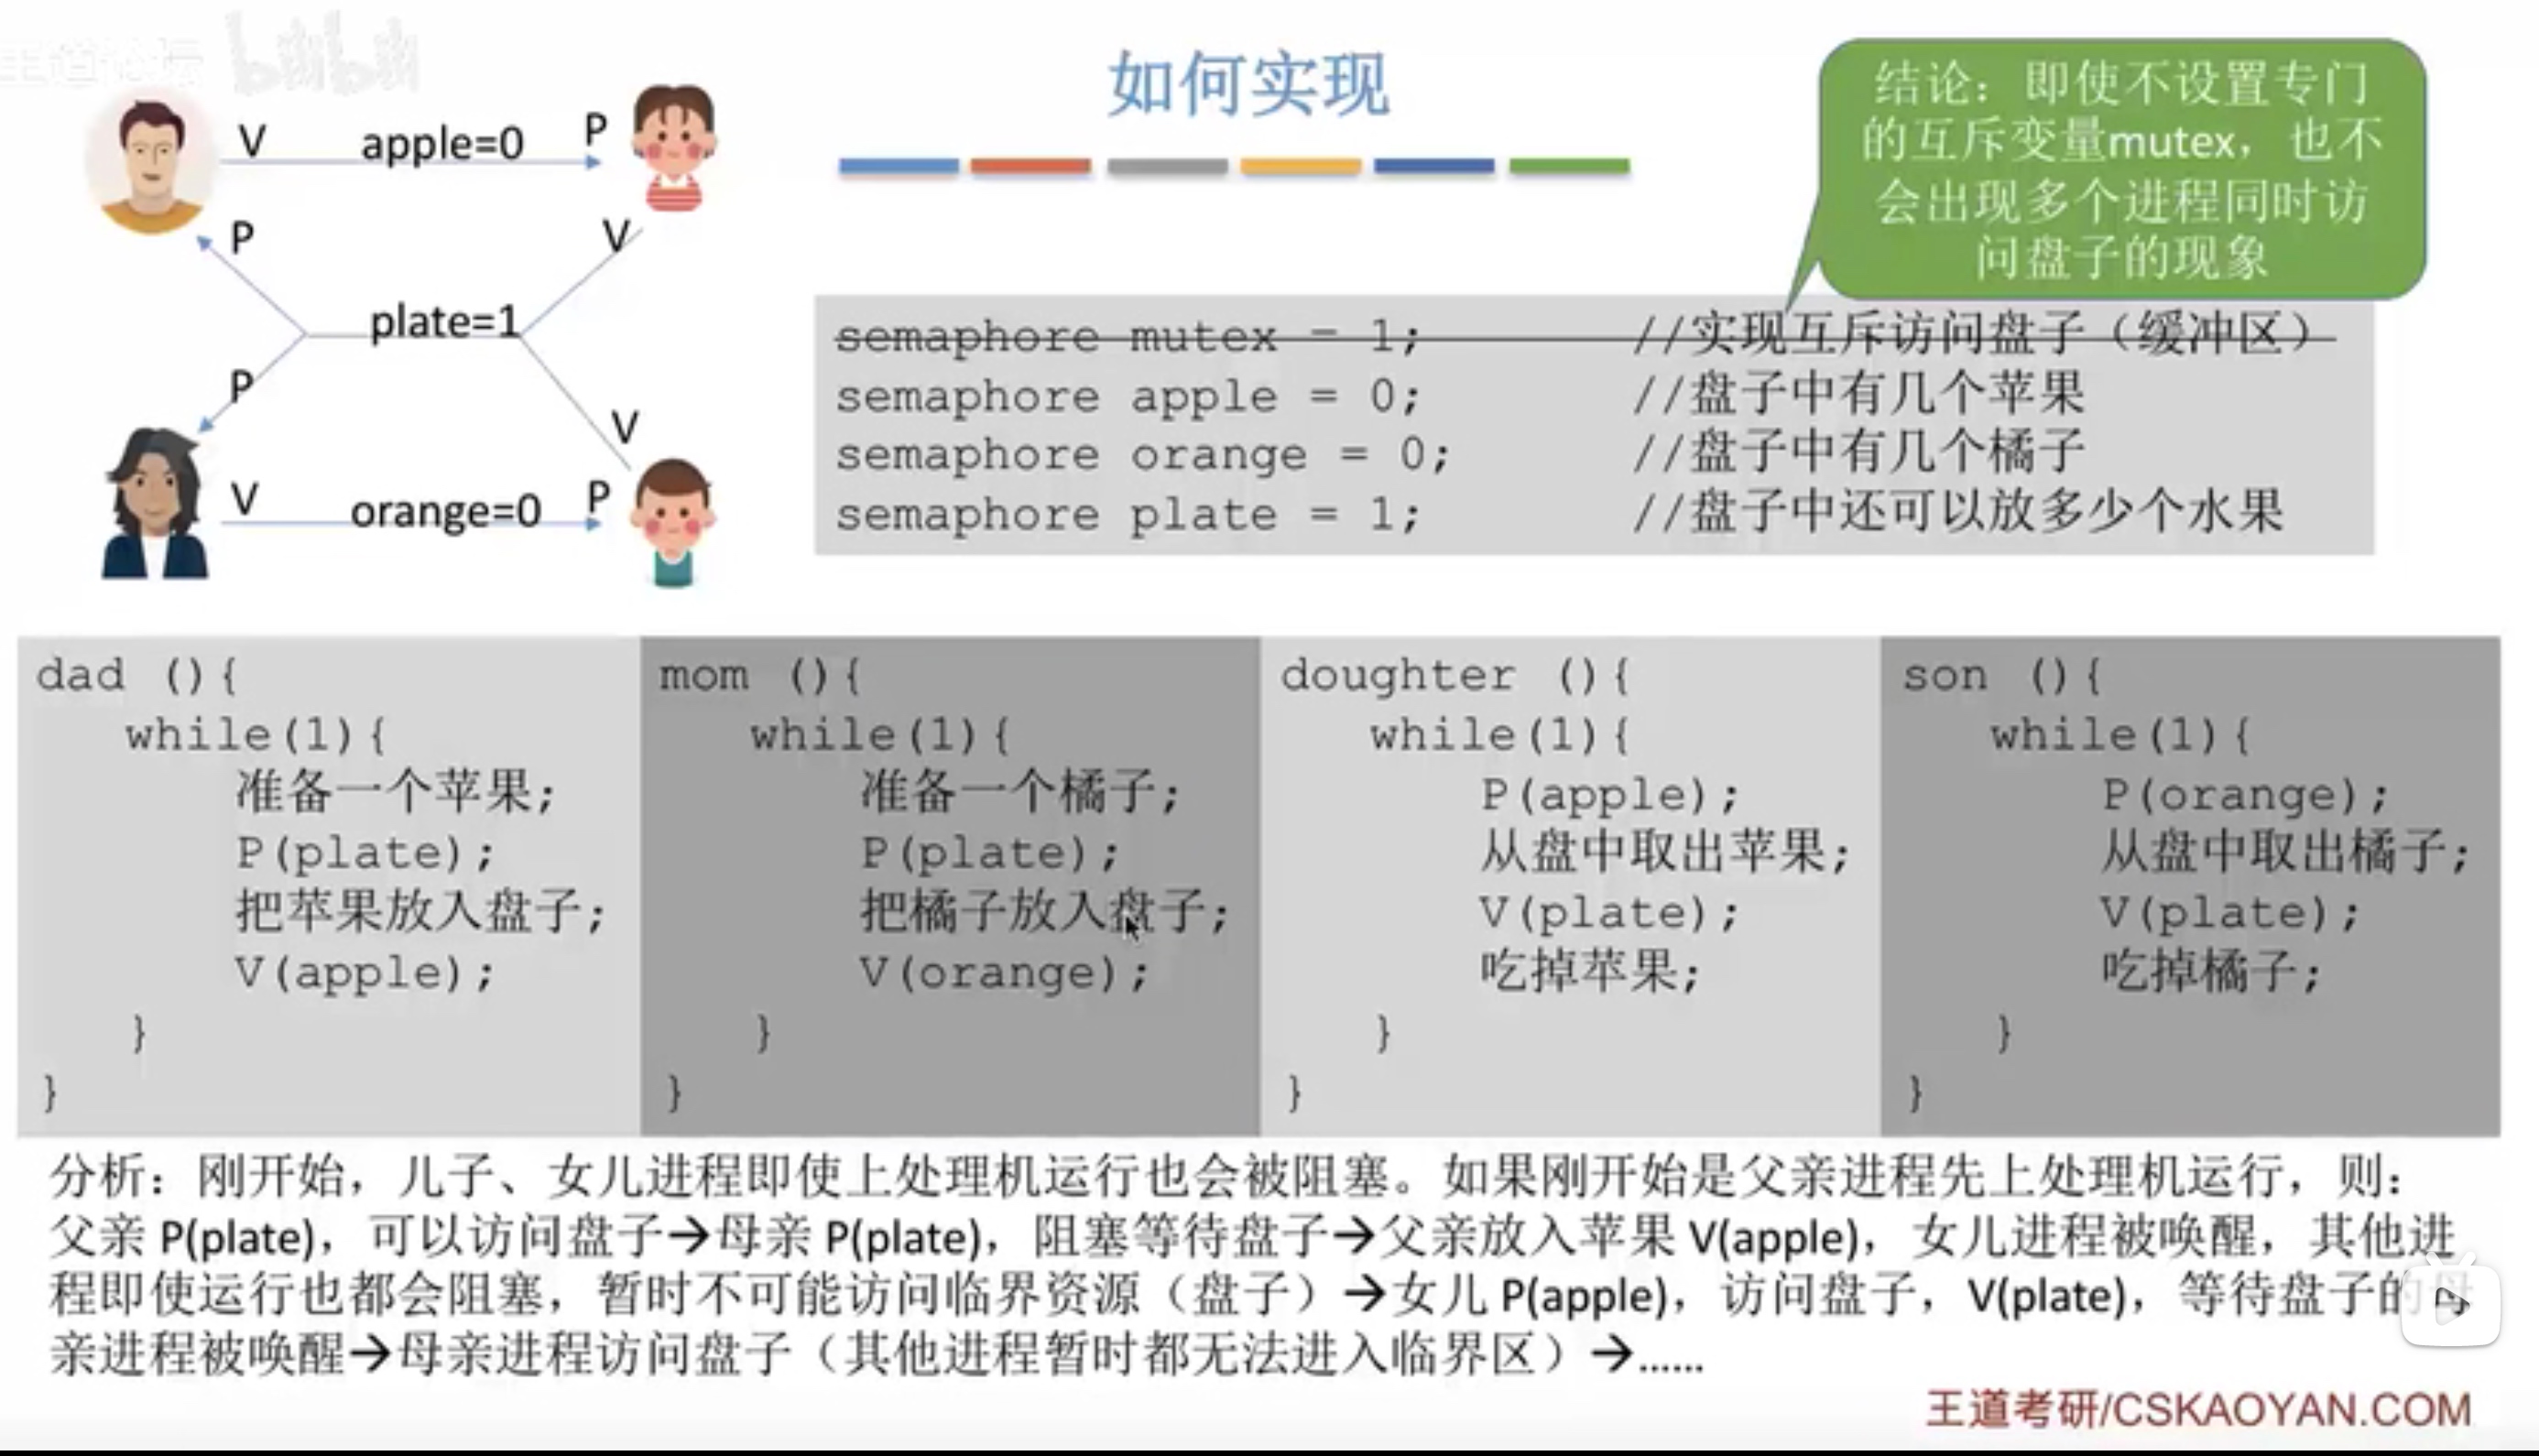 王道论坛 bilibili
如何实现
结论：即使不设置专门
的互斥变量mutex，也不
会出现多个进程同时访
问盘子的现象
V apple=0 P
P V
plate=1
P V
V orange=0 P
semaphore mutex = 1; //实现互斥访问盘子（缓冲区）
semaphore apple = 0; //盘子中有几个苹果
semaphore orange = 0; //盘子中有几个橘子
semaphore plate = 1; //盘子中还可以放多少个水果
dad (){
while(1){
准备一个苹果;
P(plate);
把苹果放入盘子;
V(apple);
}
}
mom (){
while(1){
准备一个橘子;
P(plate);
把橘子放入盘子;
V(orange);
}
}
doughter (){
while(1){
P(apple);
从盘中取出苹果;
V(plate);
吃掉苹果;
}
}
son (){
while(1){
P(orange);
从盘中取出橘子;
V(plate);
吃掉橘子;
}
}
分析：刚开始，儿子、女儿进程即使上处理机运行也会被阻塞。如果刚开始是父亲进程先上处理机运行，则：
父亲 P(plate)，可以访问盘子→母亲 P(plate)，阻塞等待盘子→父亲放入苹果 V(apple)，女儿进程被唤醒，其他进
程即使运行也都会阻塞，暂时不可能访问临界资源（盘子）→女儿 P(apple)，访问盘子，V(plate)，等待盘子的母
亲进程被唤醒→母亲进程访问盘子（其他进程暂时都无法进入临界区）→……
王道考研/CSKAOYAN.COM